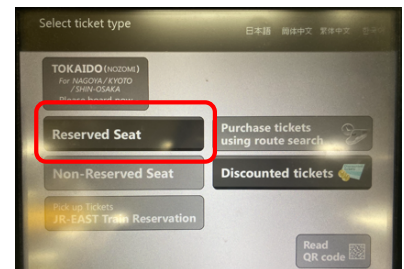 Select ticket type
日本語 簡体中文 繁体中文
TOKAIDO (NOZOMI)
For NAGOYA / KYOTO
/ SHIN-OSAKA
Please board now
Reserved Seat
Purchase tickets
using route search
Non-Reserved Seat
Discounted tickets
Pick up Tickets
JR-EAST Train Reservation
Read
QR code